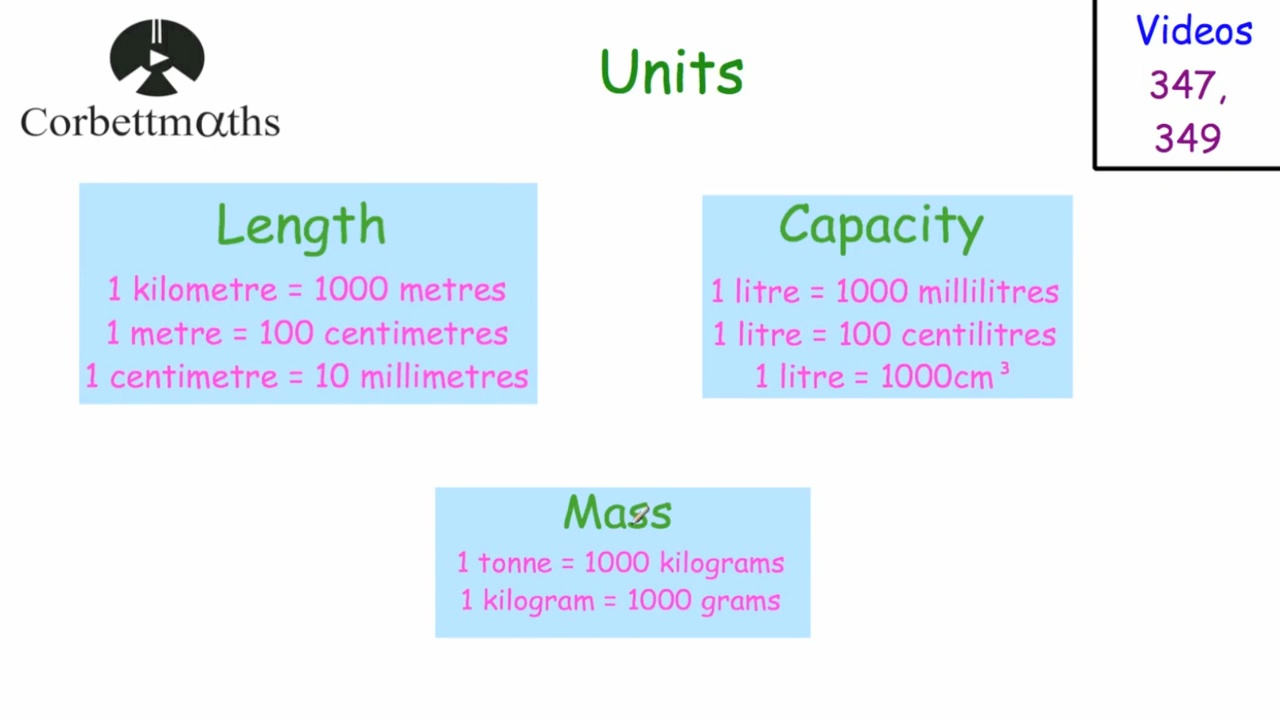 Corbettmαths
Units
Videos
347,
349
Length
1 kilometre = 1000 metres
1 metre = 100 centimetres
1 centimetre = 10 millimetres
Capacity
1 litre = 1000 millilitres
1 litre = 100 centilitres
1 litre = 1000cm³
Mass
1 tonne = 1000 kilograms
1 kilogram = 1000 grams